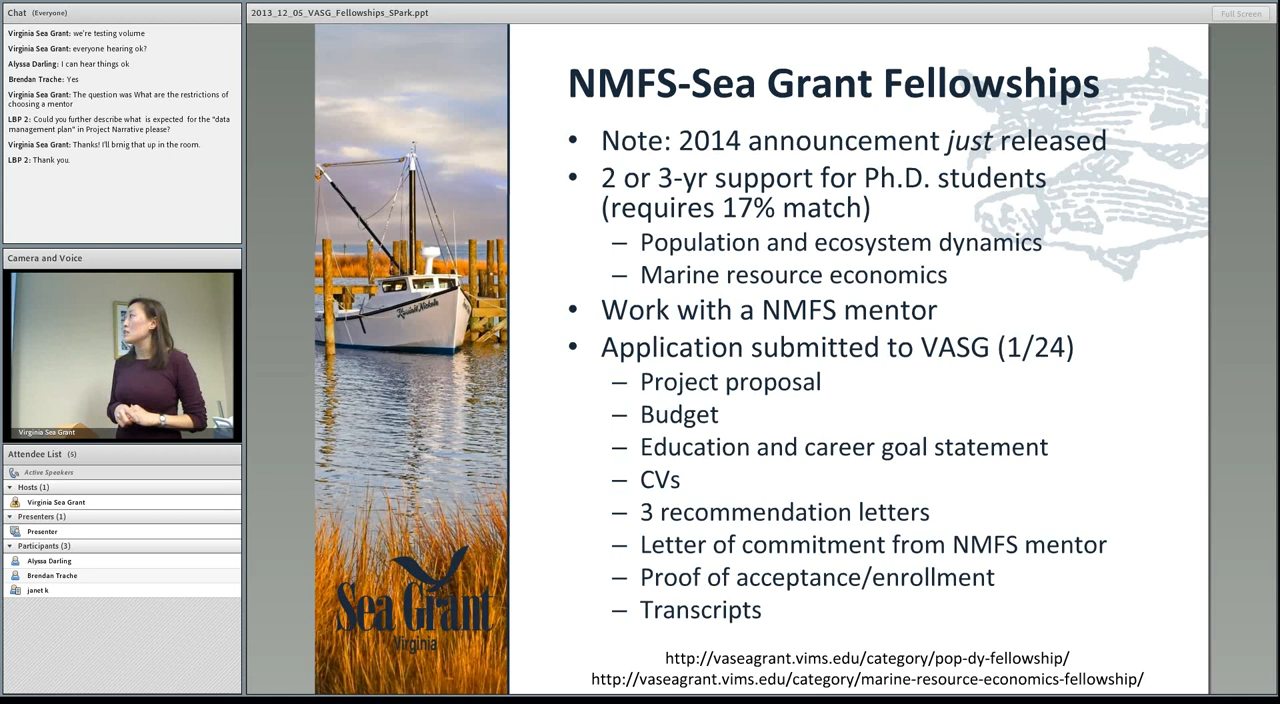 Chat (Everyone)
Virginia Sea Grant: we're testing volume
Virginia Sea Grant: everyone hearing ok?
Alyssa Darling: I can hear things ok
Brendan Trache: Yes
Virginia Sea Grant: The question was What are the restrictions of
choosing a mentor
LBP 2: Could you further describe what is expected for the "data
management plan" in Project Narrative please?
Virginia Sea Grant: Thanks! I'll brnig that up in the room.
LBP 2: Thank you.
Camera and Voice
Virginia Sea Grant
Attendee List (5)
Active Speakers
Hosts (1)
Virginia Sea Grant
Presenters (1)
Presenter
Participants (3)
Alyssa Darling
Brendan Trache
janet k
2013_12_05_VASG_Fellowships_SPark.ppt
Full Screen
NMFS-Sea Grant Fellowships
• Note: 2014 announcement just released
• 2 or 3-yr support for Ph.D. students
(requires 17% match)
– Population and ecosystem dynamics
– Marine resource economics
• Work with a NMFS mentor
• Application submitted to VASG (1/24)
– Project proposal
– Budget
– Education and career goal statement
– CVs
– 3 recommendation letters
– Letter of commitment from NMFS mentor
– Proof of acceptance/enrollment
– Transcripts
http://vaseagrant.vims.edu/category/pop-dy-fellowship/
http://vaseagrant.vims.edu/category/marine-resource-economics-fellowship/
Sea Grant
Virginia